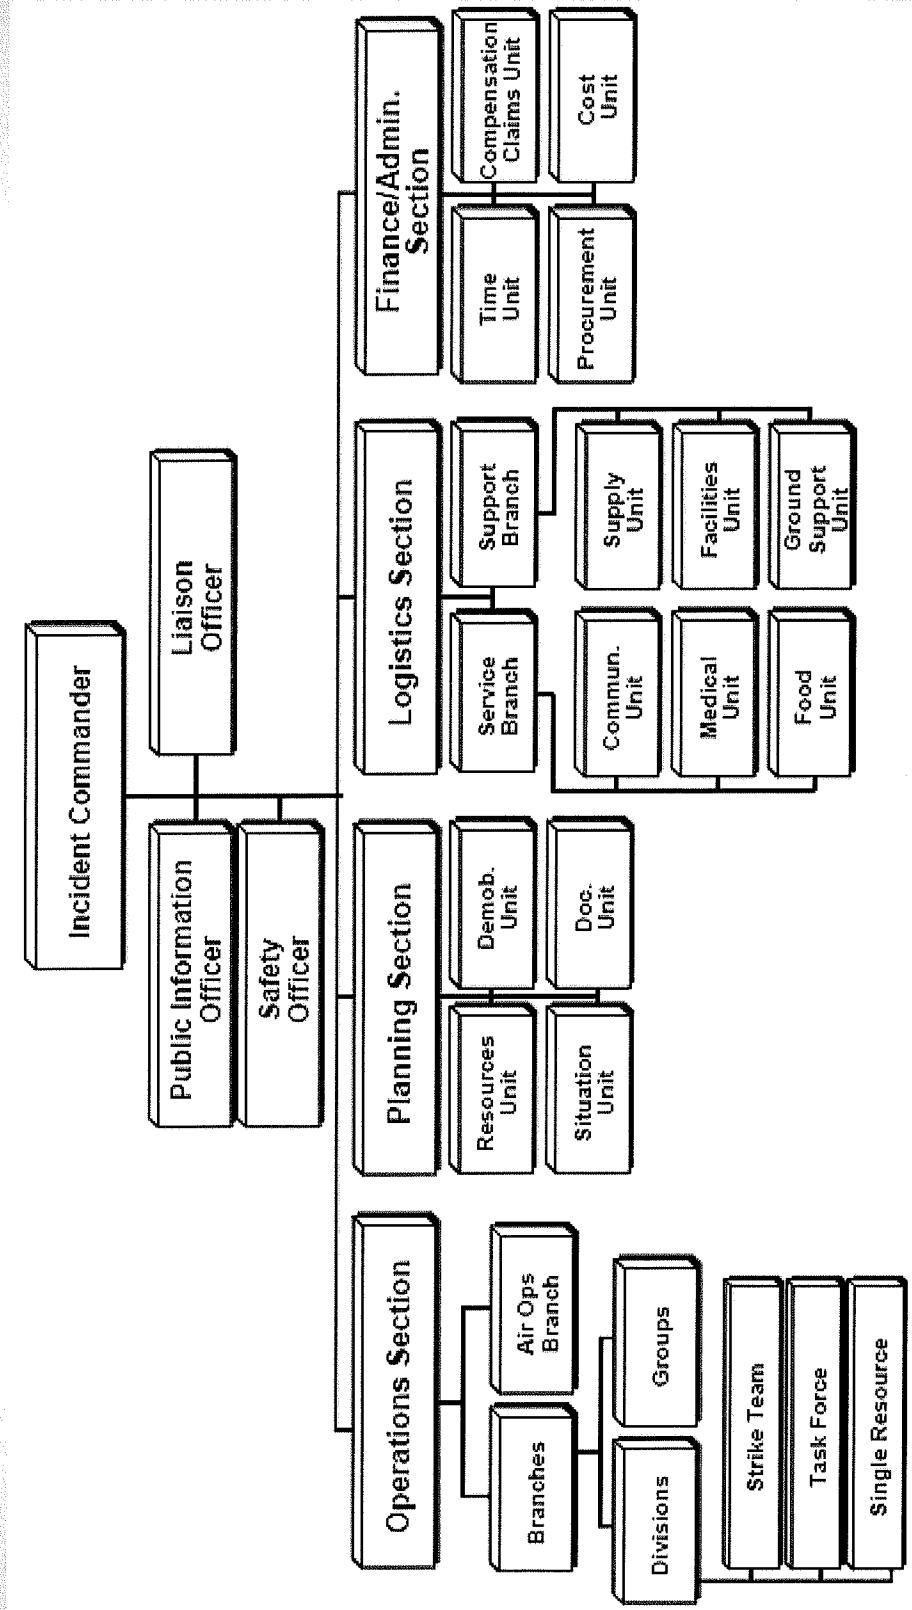 Incident Commander
Public Information
Officer
Liaison
Officer
Safety
Officer
Operations Section
Planning Section
Logistics Section
Finance/Admin.
Section
Branches
Air Ops
Branch
Divisions
Groups
Strike Team
Task Force
Single Resource
Resources
Unit
Demob.
Unit
Situation
Unit
Doc.
Unit
Service
Branch
Support
Branch
Commun.
Unit
Supply
Unit
Medical
Unit
Facilities
Unit
Food
Unit
Ground
Support
Unit
Time
Unit
Compensation
Claims Unit
Procurement
Unit
Cost
Unit